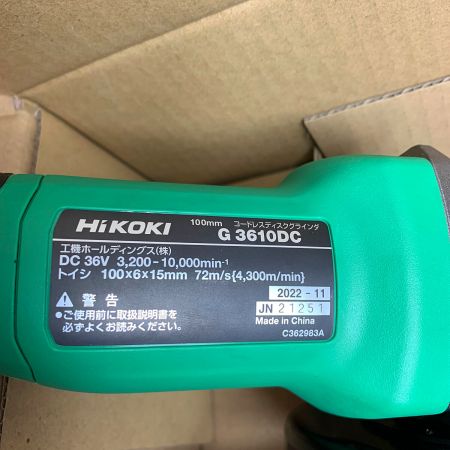 HiKOKI 100mm コードレスディスクグラインダ
G 3610DC
工機ホールディングス(株)
DC 36V 3,200-10,000min-1
トイシ 100×6×15mm 72m/s{4,300m/min}
警告
●ご使用前に取扱説明書を
必ずよくお読みください。
2022-11
JN 21251
Made in China
C362983A